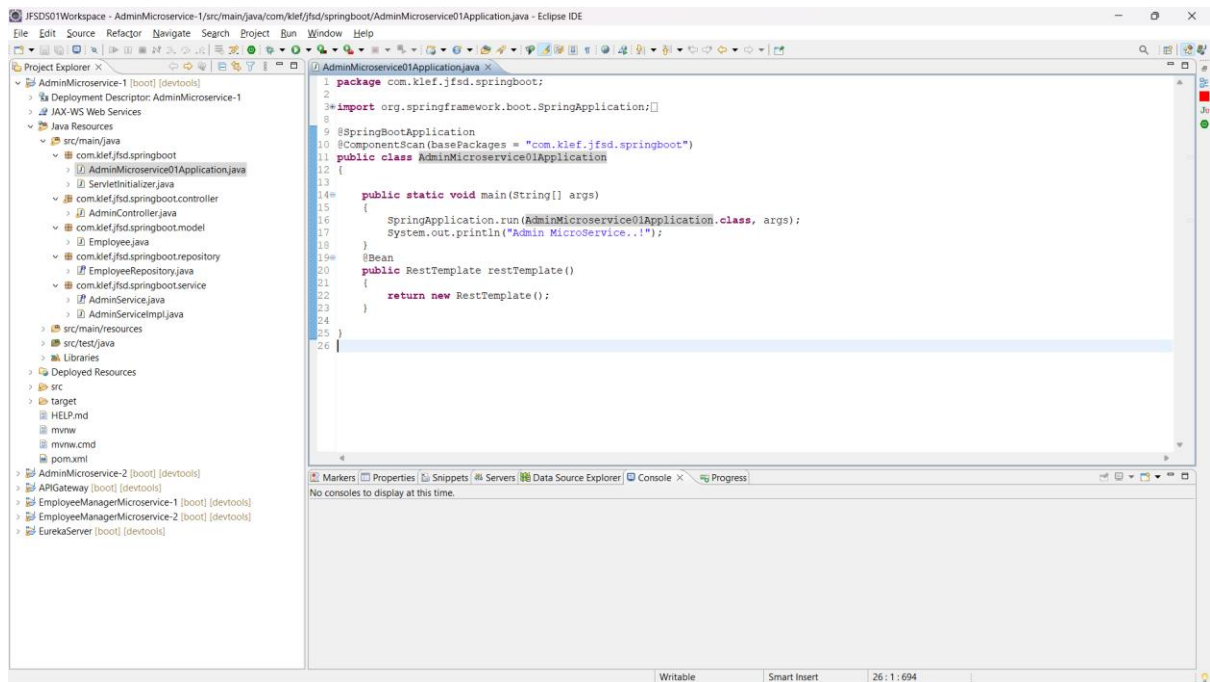 JFSDS01Workspace - AdminMicroservice-1/src/main/java/com/klef/jfsd/springboot/AdminMicroservice01Application.java - Eclipse IDE
File Edit Source Refactor Navigate Search Project Run Window Help
Project Explorer
AdminMicroservice-1 [boot] [devtools]
Deployment Descriptor: AdminMicroservice-1
JAX-WS Web Services
Java Resources
src/main/java
com.klef.jfsd.springboot
AdminMicroservice01Application.java
ServletInitializer.java
com.klef.jfsd.springboot.controller
AdminController.java
com.klef.jfsd.springboot.model
Employee.java
com.klef.jfsd.springboot.repository
EmployeeRepository.java
com.klef.jfsd.springboot.service
AdminService.java
AdminServiceImpl.java
src/main/resources
src/test/java
Libraries
Deployed Resources
src
target
HELP.md
mvnw
mvnw.cmd
pom.xml
AdminMicroservice-2 [boot] [devtools]
APIGateway [boot] [devtools]
EmployeeManagerMicroservice-1 [boot] [devtools]
EmployeeManagerMicroservice-2 [boot] [devtools]
EurekaServer [boot] [devtools]
AdminMicroservice01Application.java
1 package com.klef.jfsd.springboot;
2
3 import org.springframework.boot.SpringApplication;
8
9 @SpringBootApplication
10 @ComponentScan(basePackages = "com.klef.jfsd.springboot")
11 public class AdminMicroservice01Application
12 {
13
14 public static void main(String[] args)
15 {
16 SpringApplication.run(AdminMicroservice01Application.class, args);
17 System.out.println("Admin MicroService..!");
18 }
19 @Bean
20 public RestTemplate restTemplate()
21 {
22 return new RestTemplate();
23 }
24
25 }
26
Markers Properties Snippets Servers Data Source Explorer Console Progress
No consoles to display at this time.
Writable Smart Insert 26 : 1 : 694